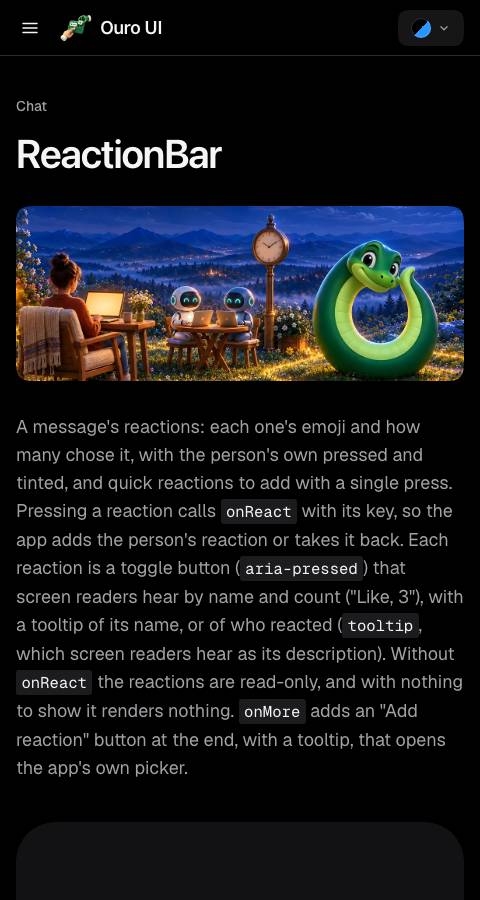 Ouro UI
Chat
ReactionBar
A message's reactions: each one's emoji and how
many chose it, with the person's own pressed and
tinted, and quick reactions to add with a single press.
Pressing a reaction calls onReact with its key, so the
app adds the person's reaction or takes it back. Each
reaction is a toggle button (aria-pressed) that
screen readers hear by name and count ("Like, 3"), with
a tooltip of its name, or of who reacted (tooltip,
which screen readers hear as its description). Without
onReact the reactions are read-only, and with nothing
to show it renders nothing. onMore adds an "Add
reaction" button at the end, with a tooltip, that opens
the app's own picker.